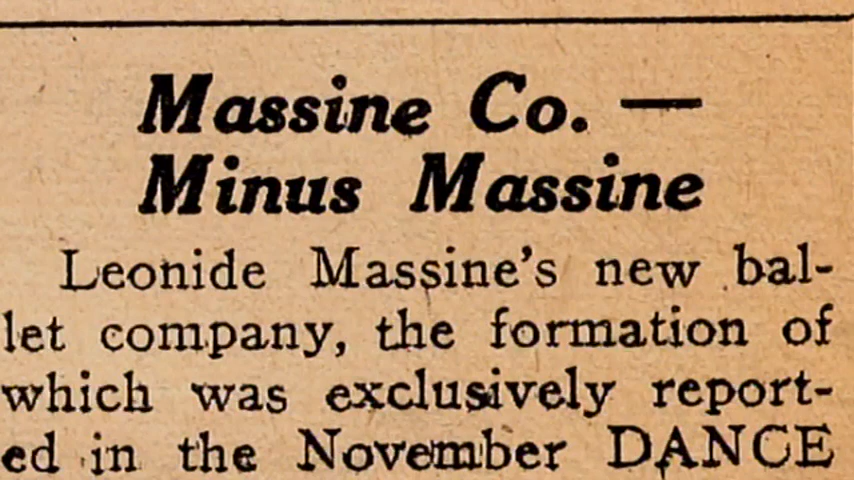 Massine Co. —
Minus Massine
Leonide Massine's new bal-
let company, the formation of
which was exclusively report-
ed in the November DANCE